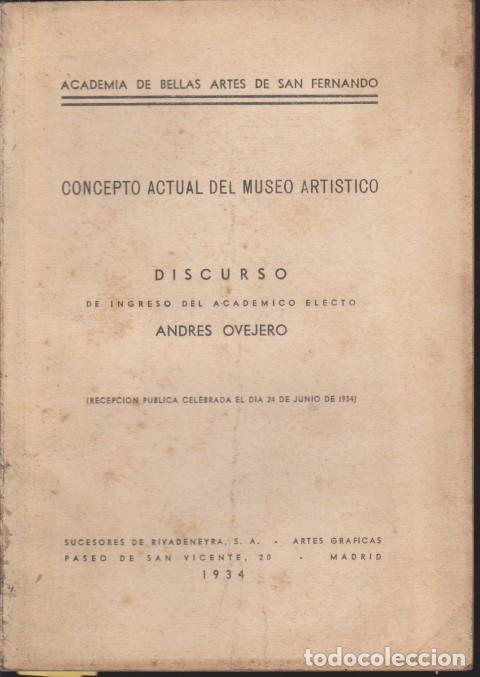 ACADEMIA DE BELLAS ARTES DE SAN FERNANDO
CONCEPTO ACTUAL DEL MUSEO ARTISTICO
DISCURSO
DE INGRESO DEL ACADEMICO ELECTO
ANDRES OVEJERO
(RECEPCION PUBLICA CELEBRADA EL DIA 24 DE JUNIO DE 1934)
SUCESORES DE RIVADENEYRA, S. A. - ARTES GRAFICAS
PASEO DE SAN VICENTE, 20 - MADRID
1934
todocoleccion.net